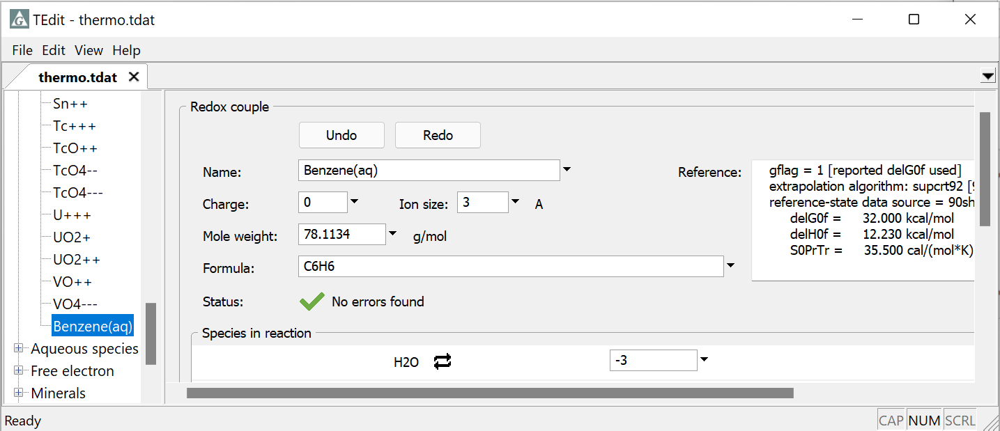 TEdit - thermo.tdat
File Edit View Help
thermo.tdat
Sn++
Tc+++
TcO++
TcO4--
TcO4---
U+++
UO2+
UO2++
VO++
VO4---
Benzene(aq)
Aqueous species
Free electron
Minerals
Redox couple
Undo Redo
Name: Benzene(aq)
Charge: 0 Ion size: 3 A
Mole weight: 78.1134 g/mol
Formula: C6H6
Status: No errors found
Reference:
gflag = 1 [reported delG0f used]
extrapolation algorithm: supcrt92 [9
reference-state data source = 90sh
delG0f = 32.000 kcal/mol
delH0f = 12.230 kcal/mol
S0PrTr = 35.500 cal/(mol*K)
Species in reaction
H2O -3
Ready
CAP NUM SCRL